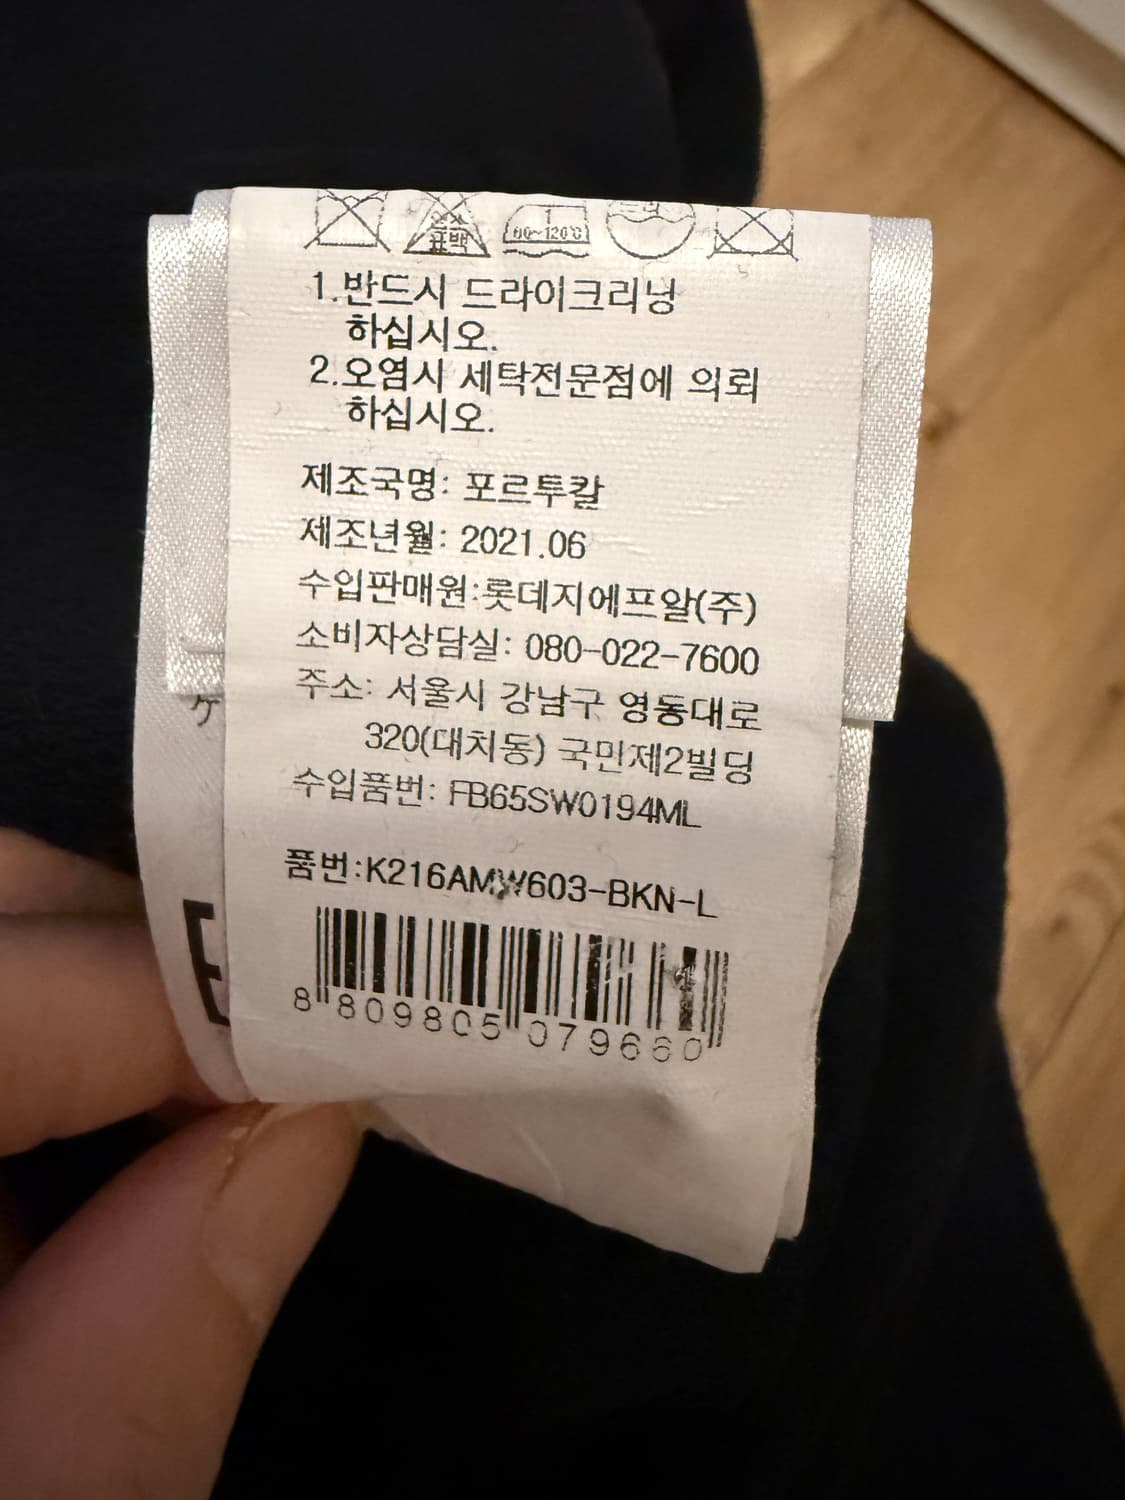 표백
80~120℃
드라이
1.반드시 드라이크리닝
하십시오.
2.오염시 세탁전문점에 의뢰
하십시오.
제조국명: 포르투칼
제조년월: 2021.06
수입판매원:롯데지에프알(주)
소비자상담실: 080-022-7600
주소: 서울시 강남구 영동대로
320(대치동) 국민제2빌딩
수입품번: FB65SW0194ML
품번:K216AMW603-BKN-L
8 809805 079660
ケ
E